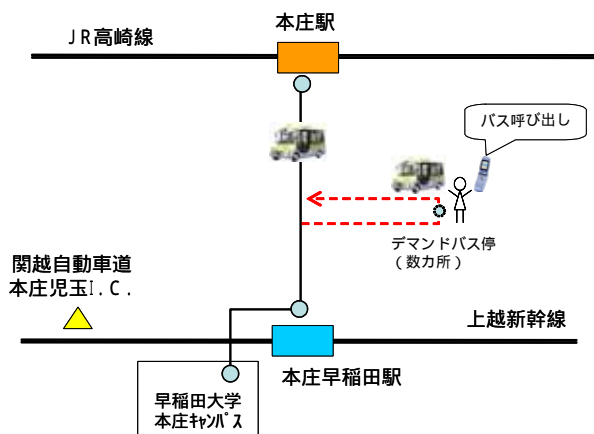 本庄駅
JR高崎線
バス呼び出し
デマンドバス停
(数カ所)
関越自動車道
本庄児玉I.C.
上越新幹線
本庄早稲田駅
早稲田大学
本庄ｷｬﾝﾊﾟｽ